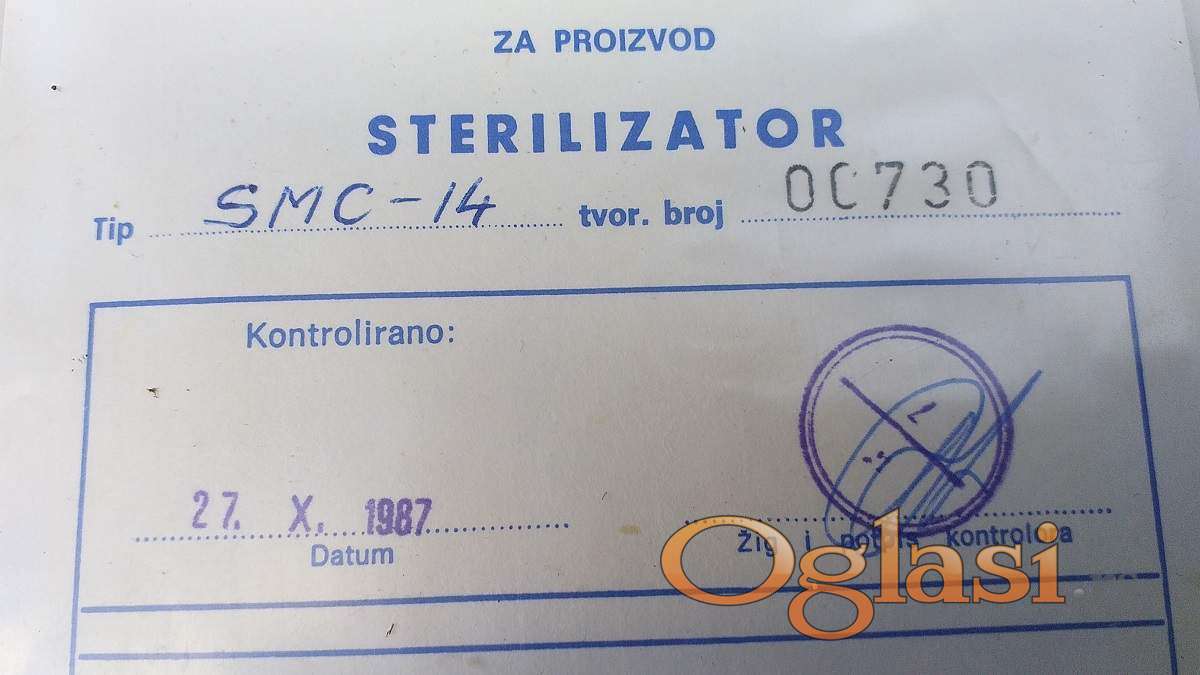 ZA PROIZVOD
STERILIZATOR
Tip SMC-14 tvor. broj 00730
Kontrolirano:
27. X. 1987
Datum
Žig i potpis kontrolora
Oglasi